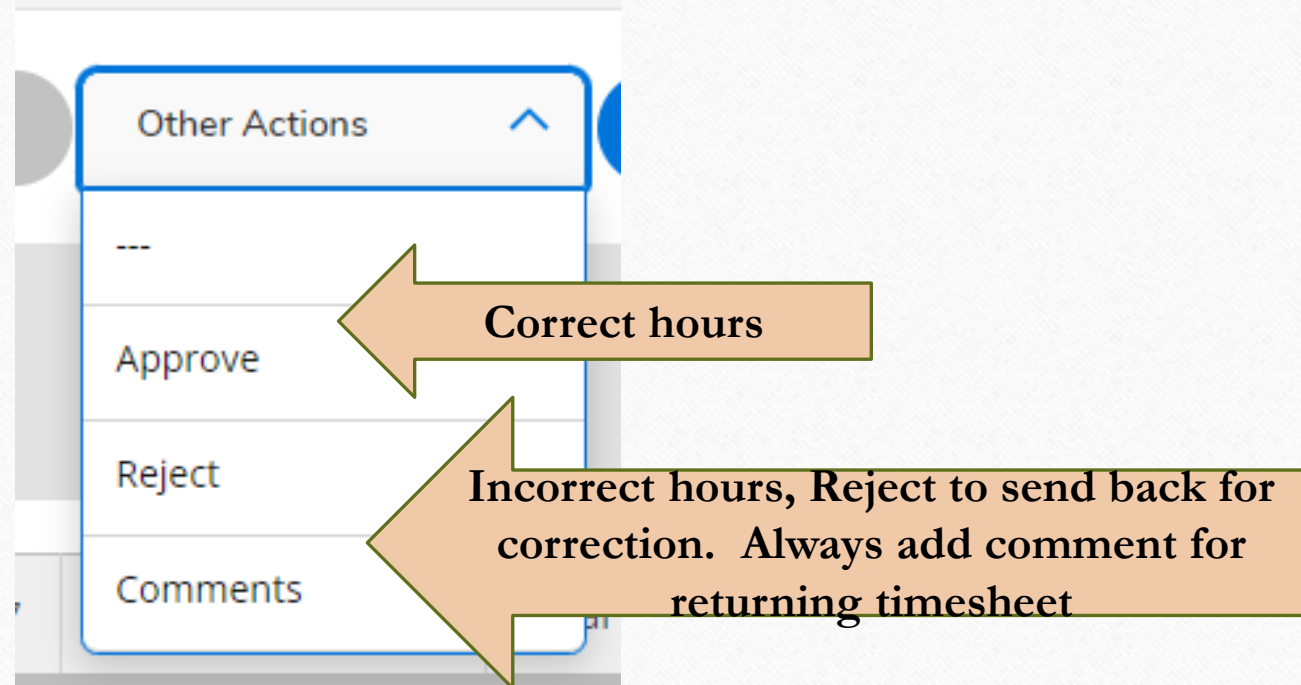 Other Actions
---
Correct hours
Approve
Reject
Incorrect hours, Reject to send back for
correction.  Always add comment for
returning timesheet
Comments